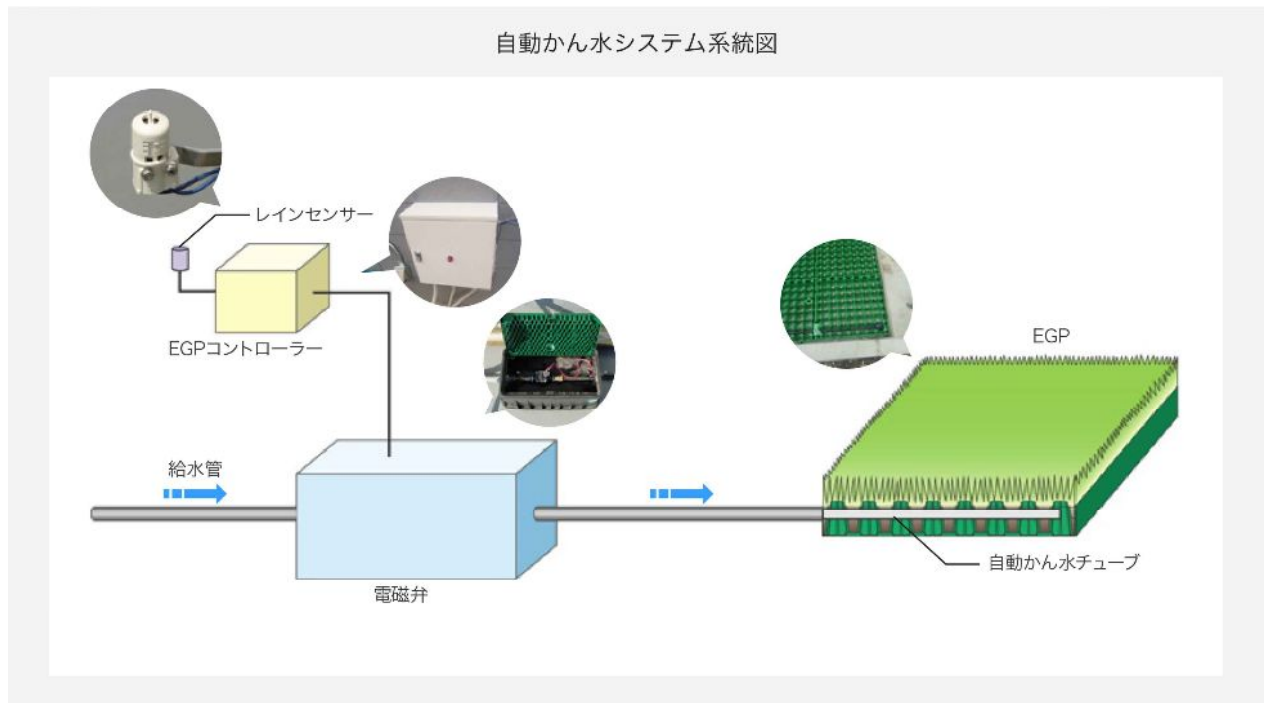 自動かん水システム系統図
レインセンサー
EGPコントローラー
EGP
給水管
自動かん水チューブ
電磁弁